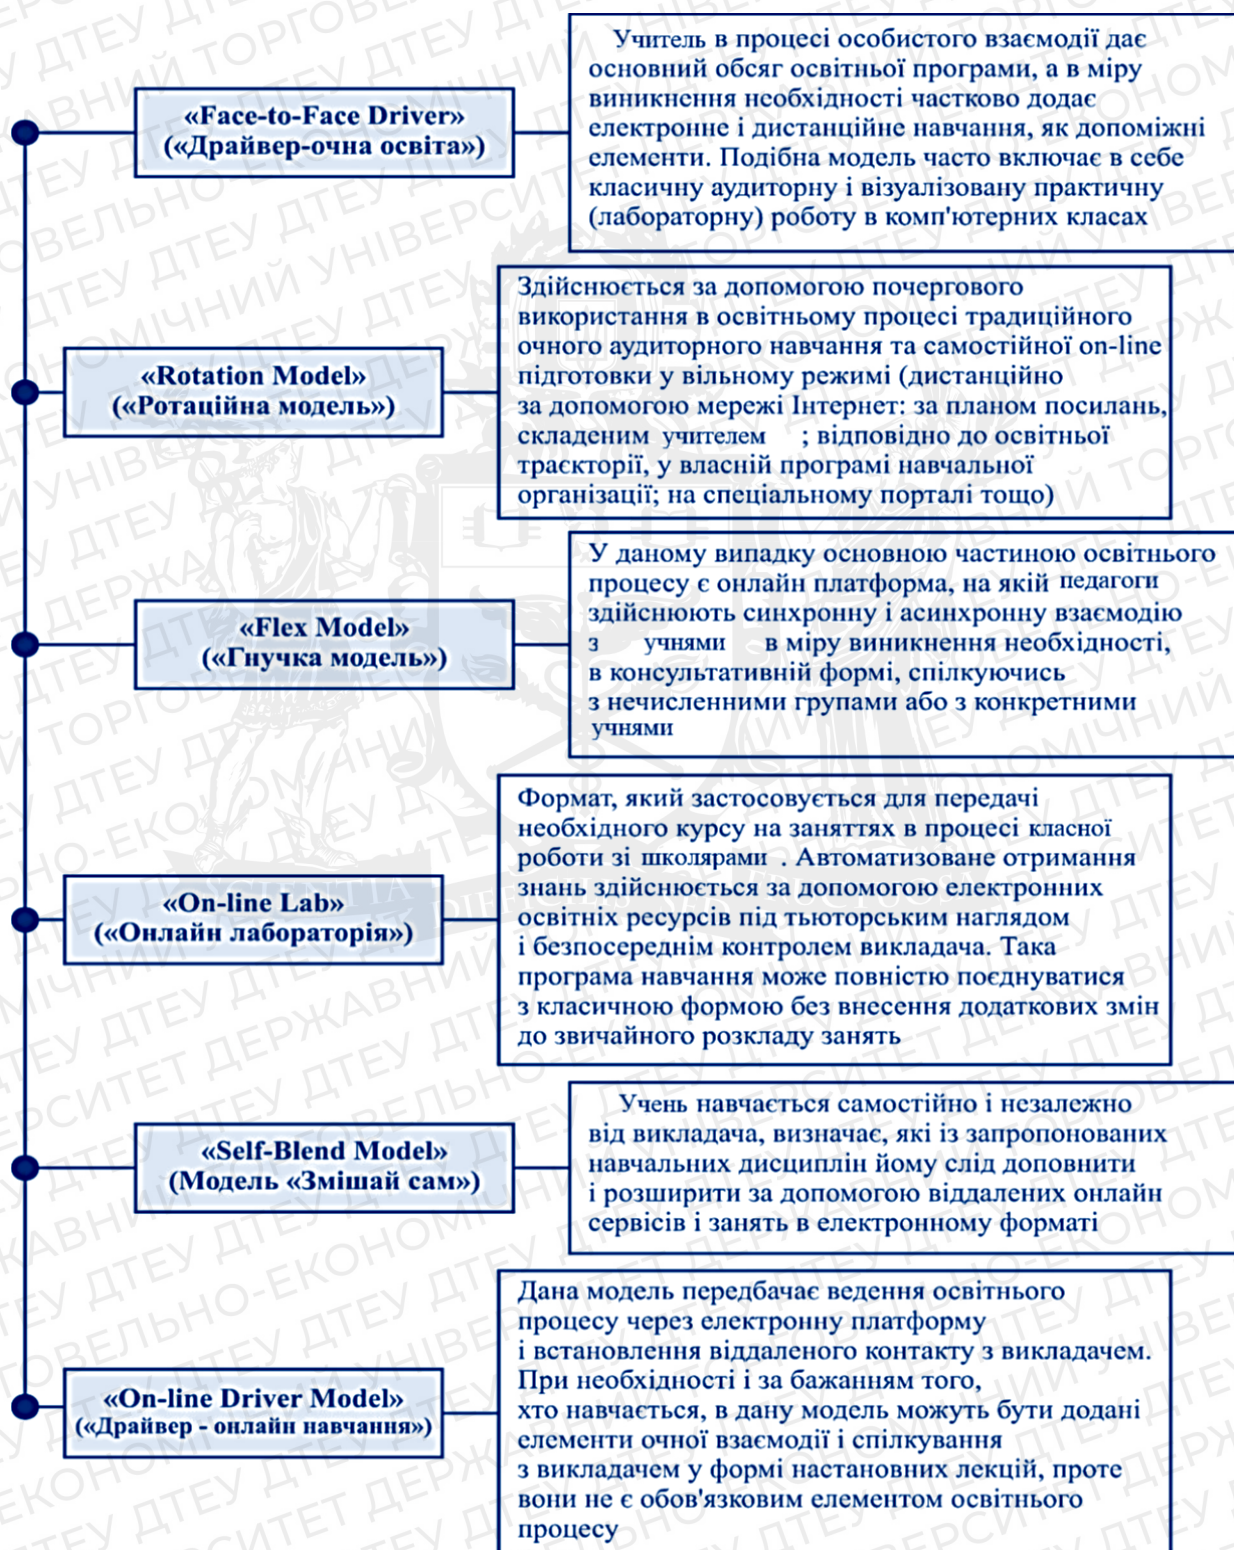 «Face-to-Face Driver»
(«Драйвер-очна освіта»)
Учитель в процесі особистого взаємодії дає
основний обсяг освітньої програми, а в міру
виникнення необхідності частково додає
електронне і дистанційне навчання, як допоміжні
елементи. Подібна модель часто включає в себе
класичну аудиторну і візуалізовану практичну
(лабораторну) роботу в комп'ютерних класах
«Rotation Model»
(«Ротаційна модель»)
Здійснюється за допомогою почергового
використання в освітньому процесі традиційного
очного аудиторного навчання та самостійної on-line
підготовки у вільному режимі (дистанційно
за допомогою мережі Інтернет: за планом посилань,
складеним учителем ; відповідно до освітньої
траєкторії, у власній програмі навчальної
організації; на спеціальному порталі тощо)
«Flex Model»
(«Гнучка модель»)
У даному випадку основною частиною освітнього
процесу є онлайн платформа, на якій педагоги
здійснюють синхронну і асинхронну взаємодію
з учнями в міру виникнення необхідності,
в консультативній формі, спілкуючись
з нечисленними групами або з конкретними
учнями
«On-line Lab»
(«Онлайн лабораторія»)
Формат, який застосовується для передачі
необхідного курсу на заняттях в процесі класної
роботи зі школярами . Автоматизоване отримання
знань здійснюється за допомогою електронних
освітніх ресурсів під тьюторським наглядом
і безпосереднім контролем викладача. Така
програма навчання може повністю поєднуватися
з класичною формою без внесення додаткових змін
до звичайного розкладу занять
«Self-Blend Model»
(Модель «Змішай сам»)
Учень навчається самостійно і незалежно
від викладача, визначає, які із запропонованих
навчальних дисциплін йому слід доповнити
і розширити за допомогою віддалених онлайн
сервісів і занять в електронному форматі
«On-line Driver Model»
(«Драйвер - онлайн навчання»)
Дана модель передбачає ведення освітнього
процесу через електронну платформу
і встановлення віддаленого контакту з викладачем.
При необхідності і за бажанням того,
хто навчається, в дану модель можуть бути додані
елементи очної взаємодії і спілкування
з викладачем у формі настановних лекцій, проте
вони не є обов'язковим елементом освітнього
процесу